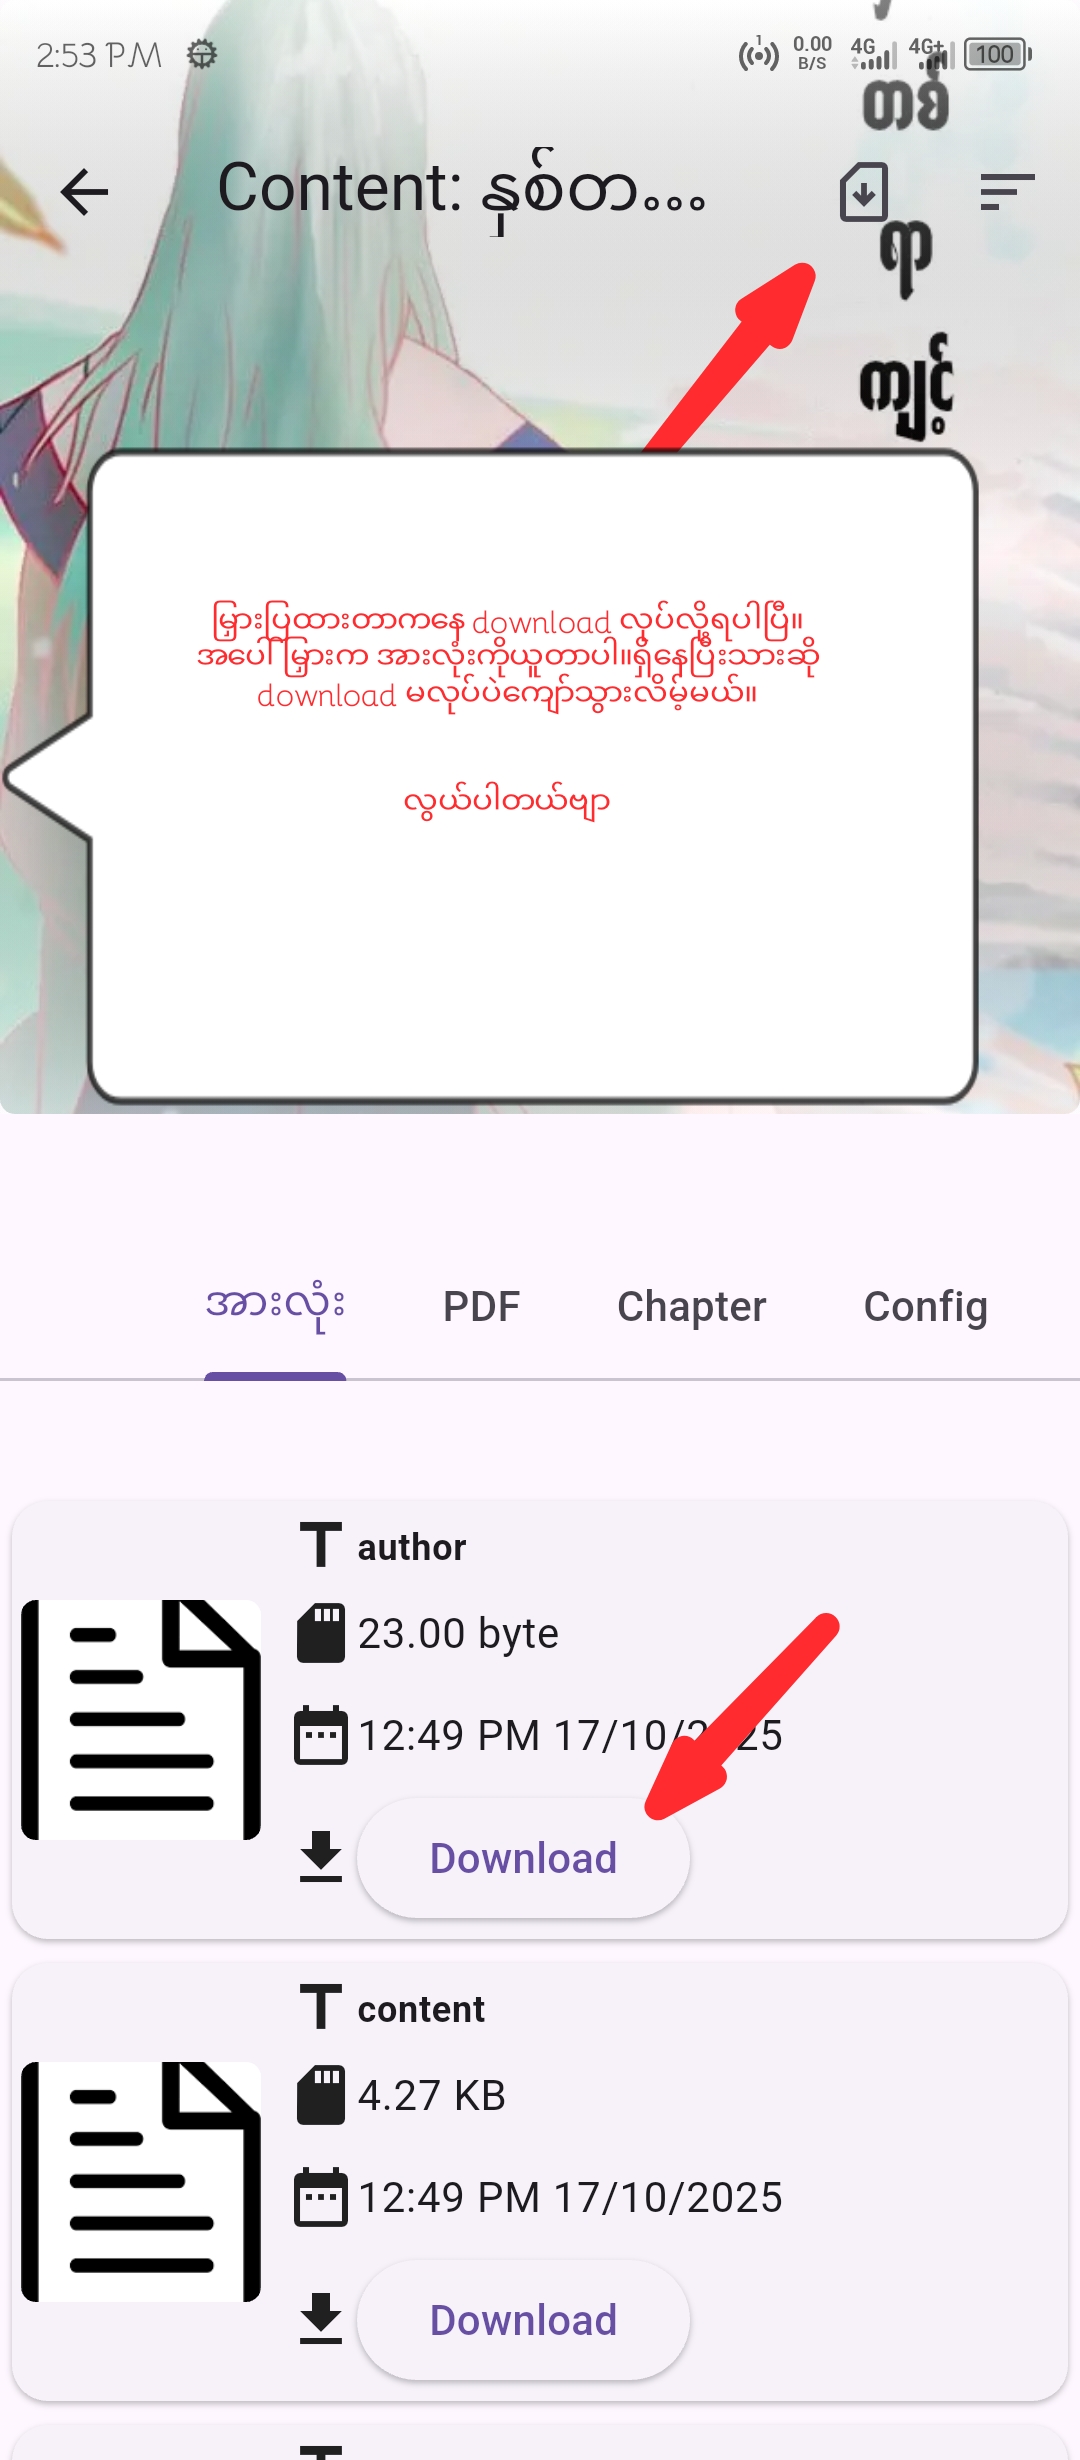 2:53 PM
1
0.00
B/S
4G
4G+
100
တစ်
ရာ
ကျင့်
Content: နှစ်တ...
မြှားပြထားတာကနေ download လုပ်လို့ရပါပြီ။
အပေါ်မြှားက အားလုံးကိုယူတာပါ။ရှိနေပြီးသားဆို
download မလုပ်ပဲကျော်သွားလိမ့်မယ်။
လွယ်ပါတယ်ဗျာ
အားလုံး
PDF
Chapter
Config
author
23.00 byte
12:49 PM 17/10/2025
Download
content
4.27 KB
12:49 PM 17/10/2025
Download